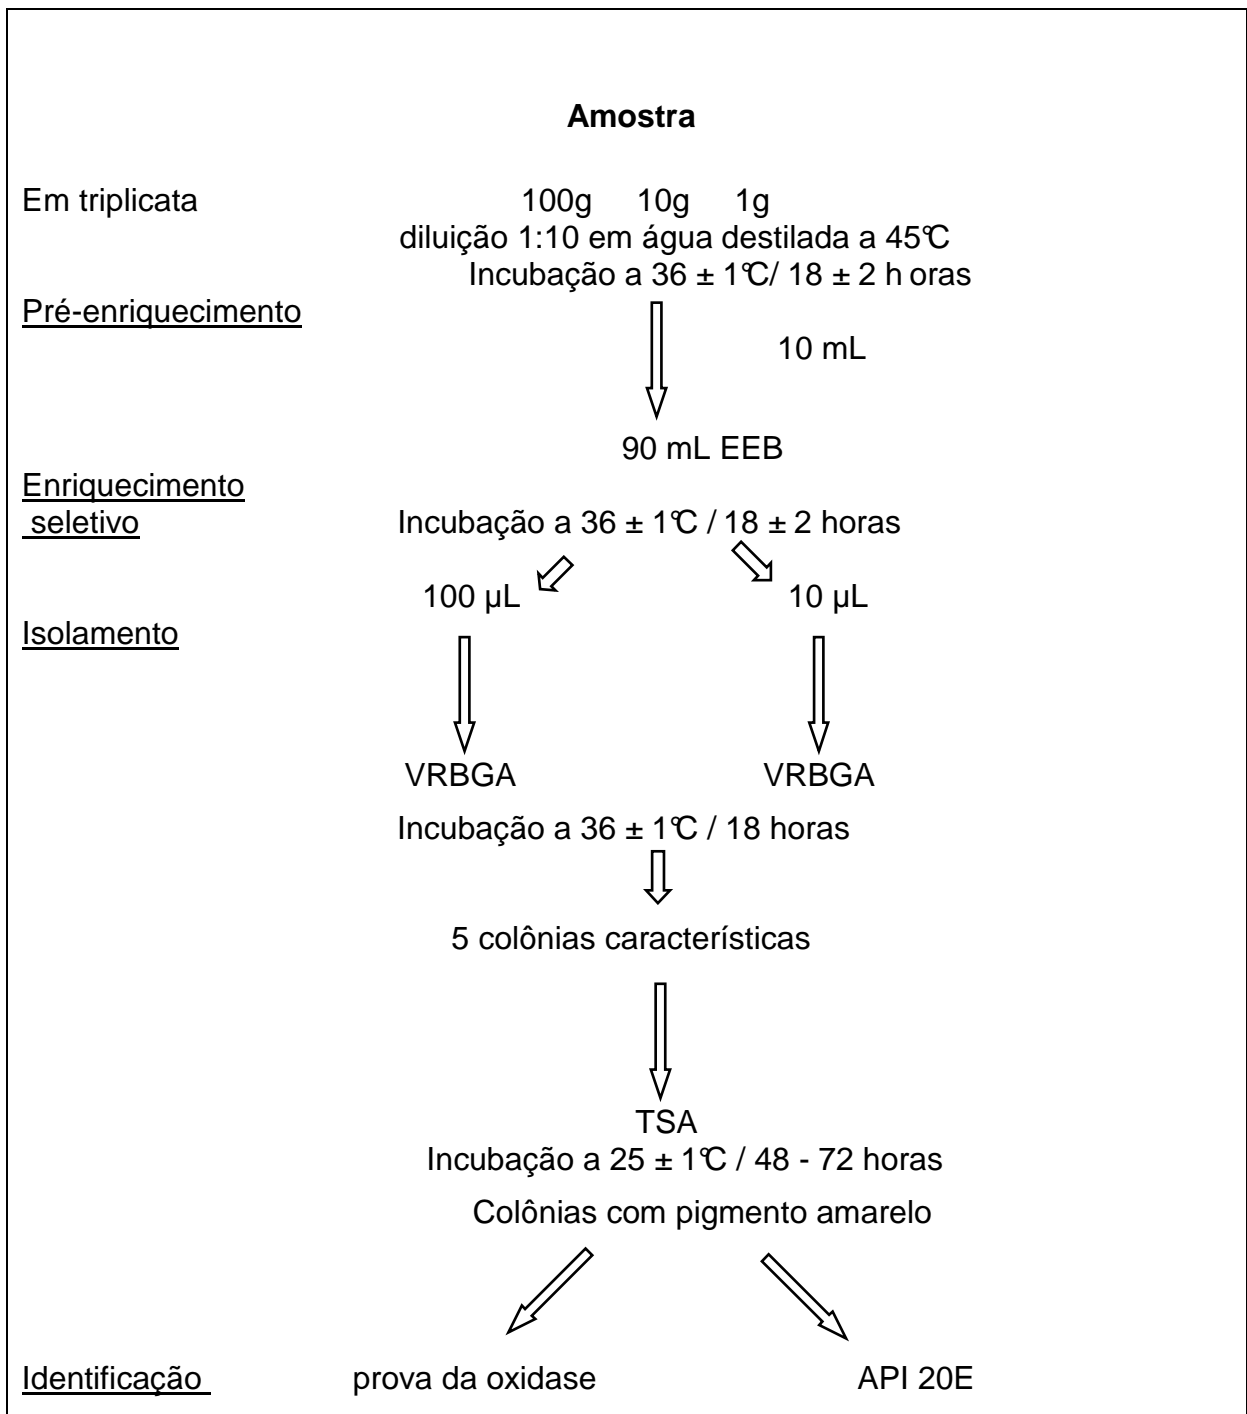 Amostra
Em triplicata 100g 10g 1g
diluição 1:10 em água destilada a 45°C
Incubação a 36 ± 1°C/ 18 ± 2 h oras
Pré-enriquecimento
10 mL
90 mL EEB
Enriquecimento
seletivo Incubação a 36 ± 1°C / 18 ± 2 horas
100 µL 10 µL
Isolamento
VRBGA VRBGA
Incubação a 36 ± 1°C / 18 horas
5 colônias características
TSA
Incubação a 25 ± 1°C / 48 - 72 horas
Colônias com pigmento amarelo
Identificação prova da oxidase API 20E